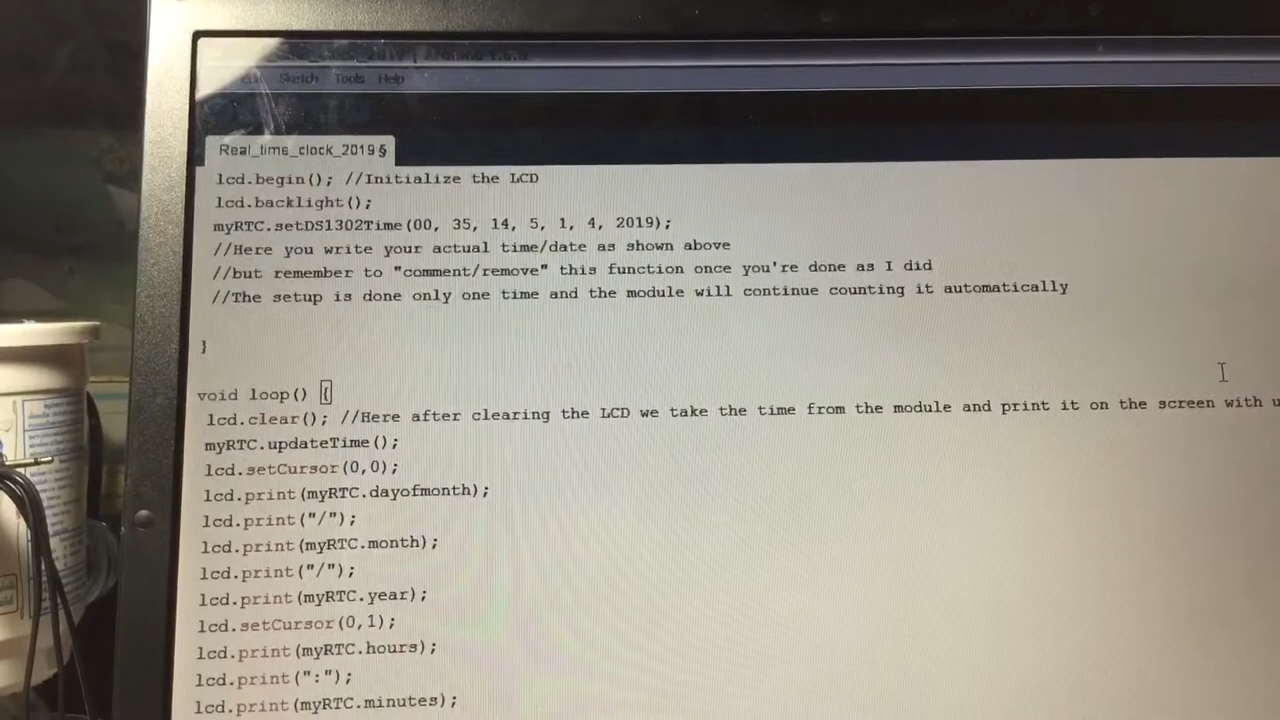 Sketch Tools Help
Real_time_clock_2019 §
lcd.begin(); //Initialize the LCD
lcd.backlight();
myRTC.setDS1302Time(00, 35, 14, 5, 1, 4, 2019);
//Here you write your actual time/date as shown above
//but remember to "comment/remove" this function once you're done as I did
//The setup is done only one time and the module will continue counting it automatically
}
void loop() {
lcd.clear(); //Here after clearing the LCD we take the time from the module and print it on the screen with u
myRTC.updateTime();
lcd.setCursor(0,0);
lcd.print(myRTC.dayofmonth);
lcd.print("/");
lcd.print(myRTC.month);
lcd.print("/");
lcd.print(myRTC.year);
lcd.setCursor(0,1);
lcd.print(myRTC.hours);
lcd.print(":");
lcd.print(myRTC.minutes);